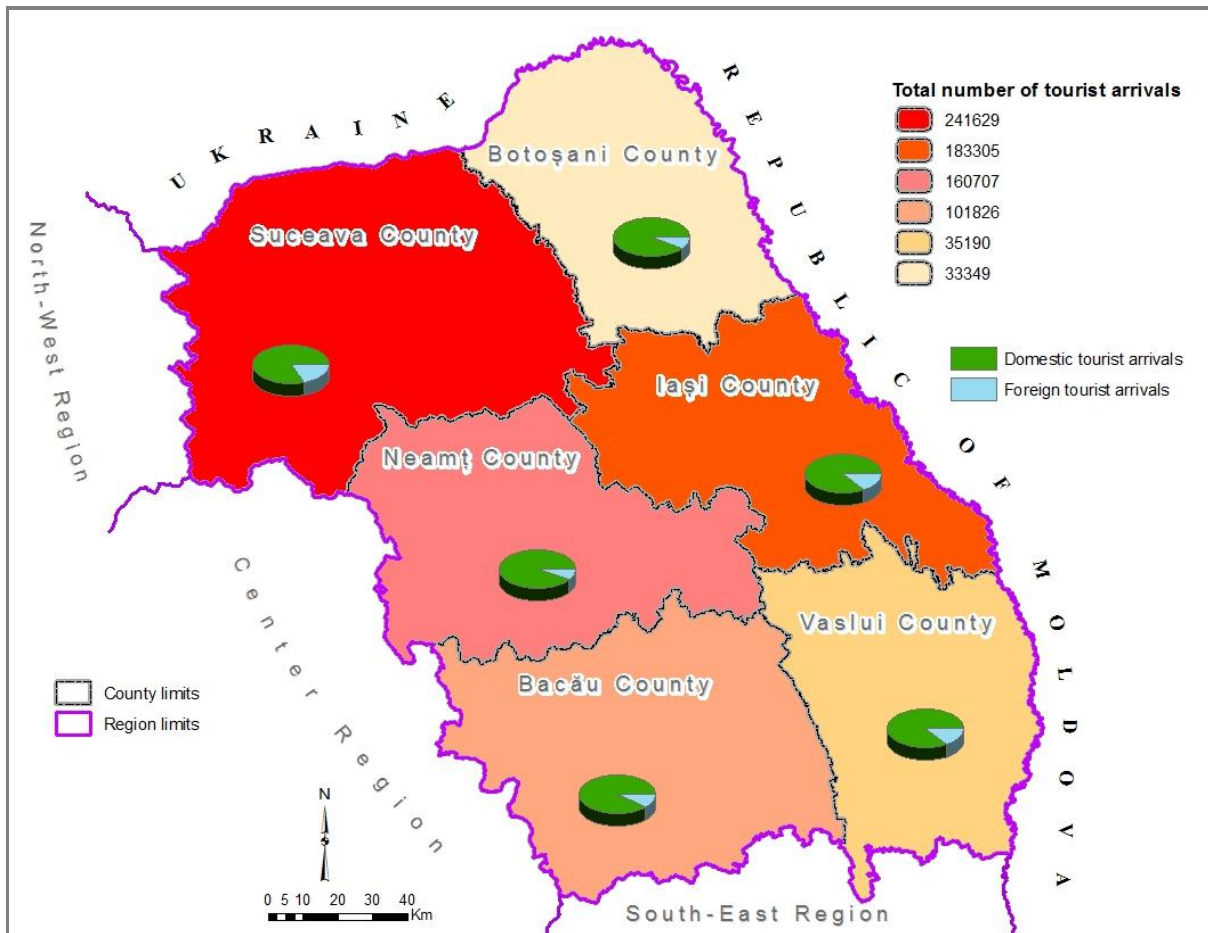 UKRAINE
REPUBLIC OF MOLDOVA
Total number of tourist arrivals
241629
183305
160707
101826
35190
33349
Botoșani County
Suceava County
North-West Region
Domestic tourist arrivals
Foreign tourist arrivals
Iași County
Neamț County
Center Region
Vaslui County
Bacău County
County limits
Region limits
N
0 5 10 20 30 40
Km
South-East Region